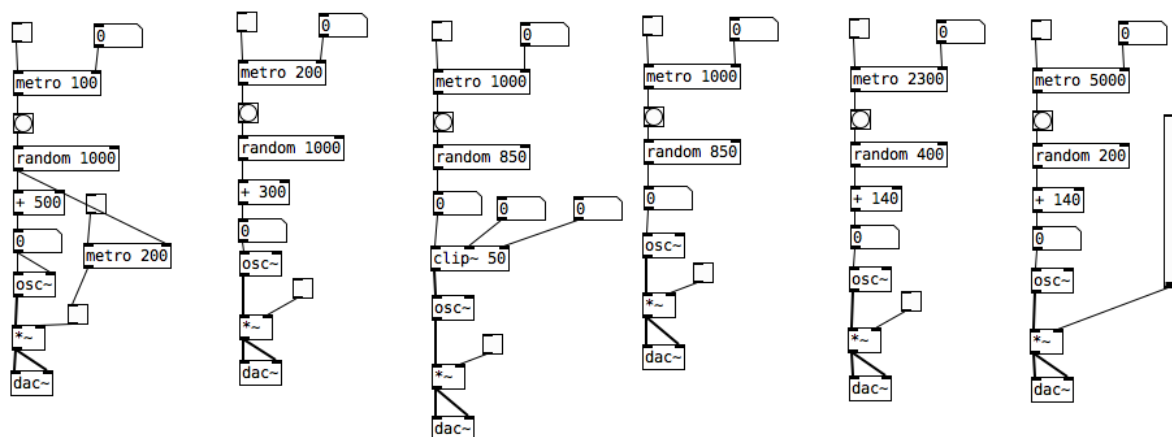 0
metro 100
random 1000
+ 500
0
metro 200
osc~
*~
dac~
0
metro 200
random 1000
+ 300
0
osc~
*~
dac~
0
metro 1000
random 850
0
0
0
clip~ 50
osc~
*~
dac~
0
metro 1000
random 850
0
osc~
*~
dac~
0
metro 2300
random 400
+ 140
0
osc~
*~
dac~
0
metro 5000
random 200
+ 140
0
osc~
*~
dac~